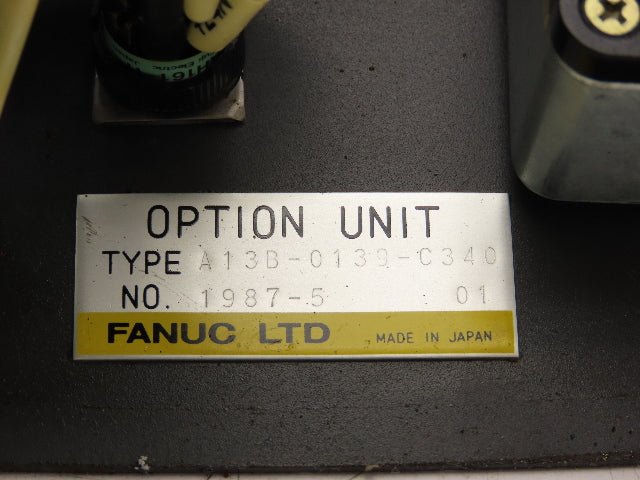 OPTION UNIT
TYPE A13B-0139-C340
NO. 1987-5 01
FANUC LTD MADE IN JAPAN